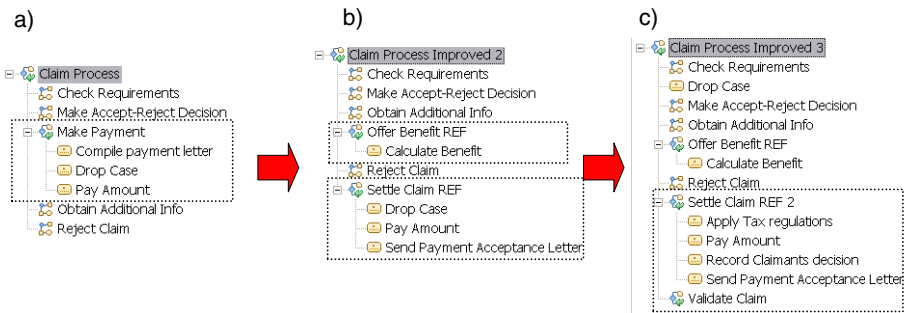 a)
Claim Process
Check Requirements
Make Accept-Reject Decision
Make Payment
Compile payment letter
Drop Case
Pay Amount
Obtain Additional Info
Reject Claim
b)
Claim Process Improved 2
Check Requirements
Make Accept-Reject Decision
Obtain Additional Info
Offer Benefit REF
Calculate Benefit
Reject Claim
Settle Claim REF
Drop Case
Pay Amount
Send Payment Acceptance Letter
c)
Claim Process Improved 3
Check Requirements
Drop Case
Make Accept-Reject Decision
Obtain Additional Info
Offer Benefit REF
Calculate Benefit
Reject Claim
Settle Claim REF 2
Apply Tax regulations
Pay Amount
Record Claimants decision
Send Payment Acceptance Letter
Validate Claim